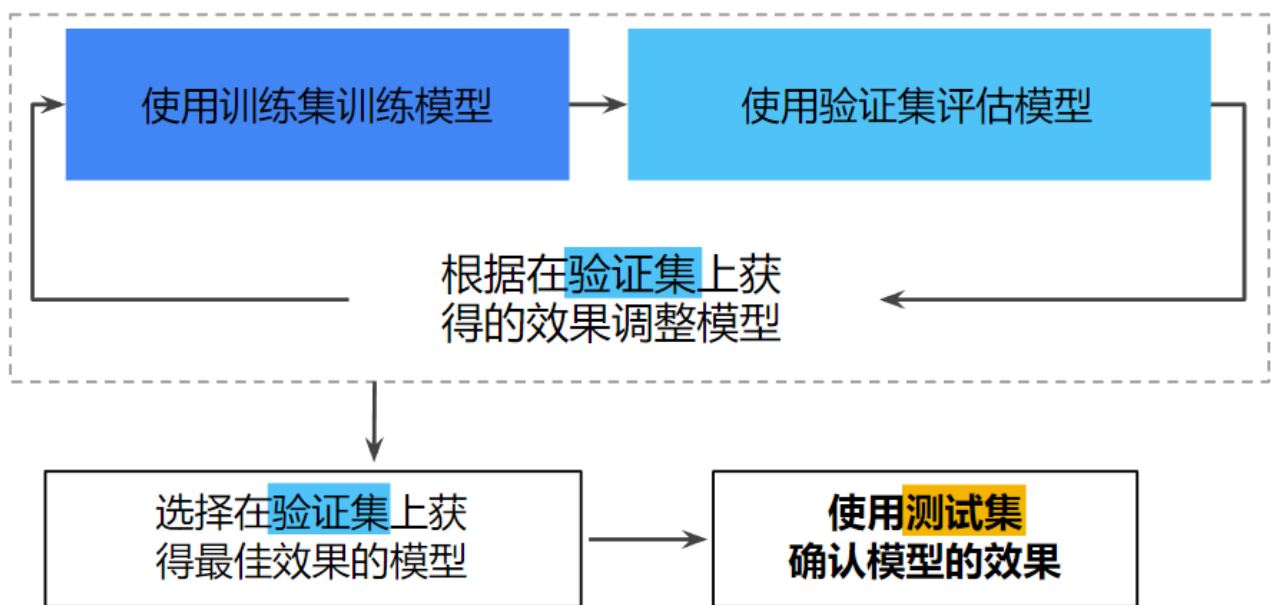 使用训练集训练模型
使用验证集评估模型
根据在验证集上获
得的效果调整模型
选择在验证集上获
得最佳效果的模型
使用测试集
确认模型的效果